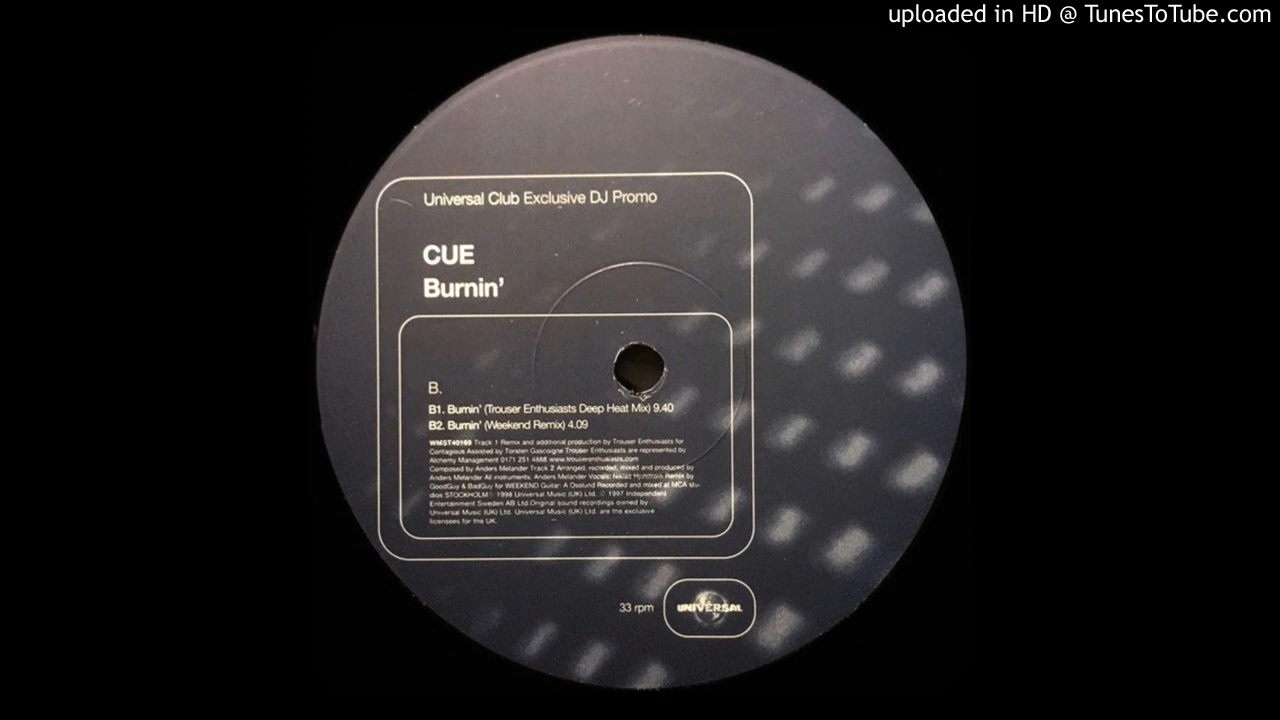 uploaded in HD @ TunesToTube.com
Universal Club Exclusive DJ Promo
CUE
Burnin'
B.
B1. Burnin' (Trouser Enthusiasts Deep Heat Mix) 9.40
B2. Burnin' (Weekend Remix) 4.09
WMST40169 Track 1 Remix and additional production by Trouser Enthusiasts for
Contagious Assisted by Torsten Gascoigne Trouser Enthusiasts are represented by
Alchemy Management 0171 251 4668 www.trouserenthusiasts.com
Composed by Anders Melander Track 2 Arranged, recorded, mixed and produced by
Anders Melander All instruments: Anders Melander Vocals: Niklas Hjulström Remix by
GoodGuy & BadGuy for WEEKEND Guitar: A Osslund Recorded and mixed at MCA stu-
dios STOCKHOLM 1998 Universal Music (UK) Ltd. © 1997 Independent
Entertainment Sweden AB Ltd.Original sound recordings owned by
Universal Music (UK) Ltd. Universal Music (UK) Ltd. are the exclusive
licensees for the UK.
33 rpm
UNIVERSAL